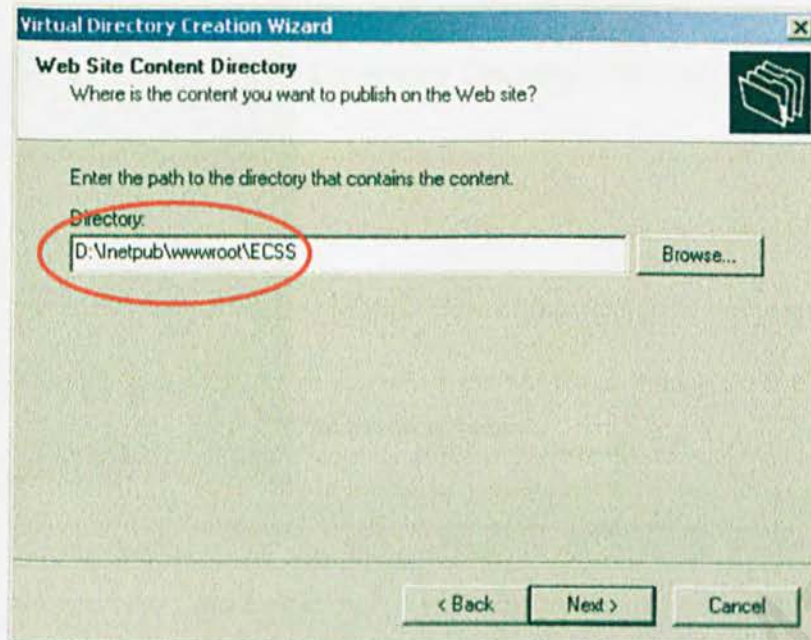 Virtual Directory Creation Wizard
Web Site Content Directory
Where is the content you want to publish on the Web site?
Enter the path to the directory that contains the content.
Directory:
D:\Inetpub\wwwroot\ECSS
Browse...
< Back
Next >
Cancel